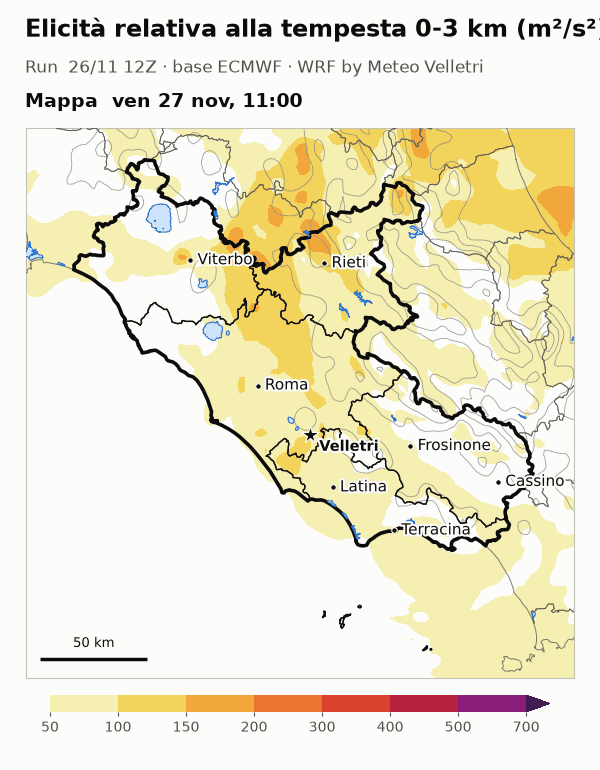 Elicità relativa alla tempesta 0-3 km (m²/s²)
Run 26/11 12Z · base ECMWF · WRF by Meteo Velletri
Mappa ven 27 nov, 11:00
Viterbo
Rieti
Roma
Velletri
Frosinone
Cassino
Latina
Terracina
50 km
50 100 150 200 300 400 500 700